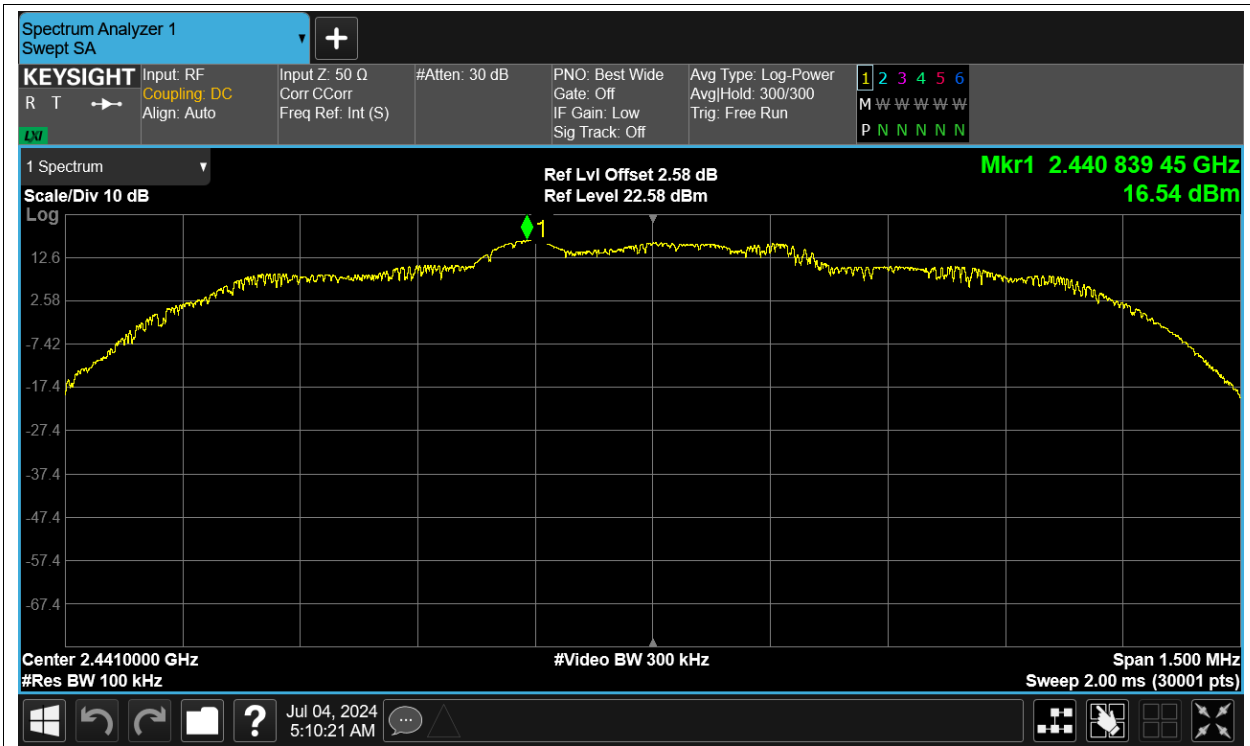 Spectrum Analyzer 1
Swept SA
KEYSIGHT
R T
LXI
Input: RF
Coupling: DC
Align: Auto
Input Z: 50 Ω
Corr CCorr
Freq Ref: Int (S)
#Atten: 30 dB
PNO: Best Wide
Gate: Off
IF Gain: Low
Sig Track: Off
Avg Type: Log-Power
Avg|Hold: 300/300
Trig: Free Run
1 2 3 4 5 6
M W W W W W
P N N N N N
1 Spectrum
Scale/Div 10 dB
Log
Ref Lvl Offset 2.58 dB
Ref Level 22.58 dBm
Mkr1 2.440 839 45 GHz
16.54 dBm
1
12.6
2.58
-7.42
-17.4
-27.4
-37.4
-47.4
-57.4
-67.4
Center 2.4410000 GHz
#Video BW 300 kHz
Span 1.500 MHz
#Res BW 100 kHz
Sweep 2.00 ms (30001 pts)
?
Jul 04, 2024
5:10:21 AM